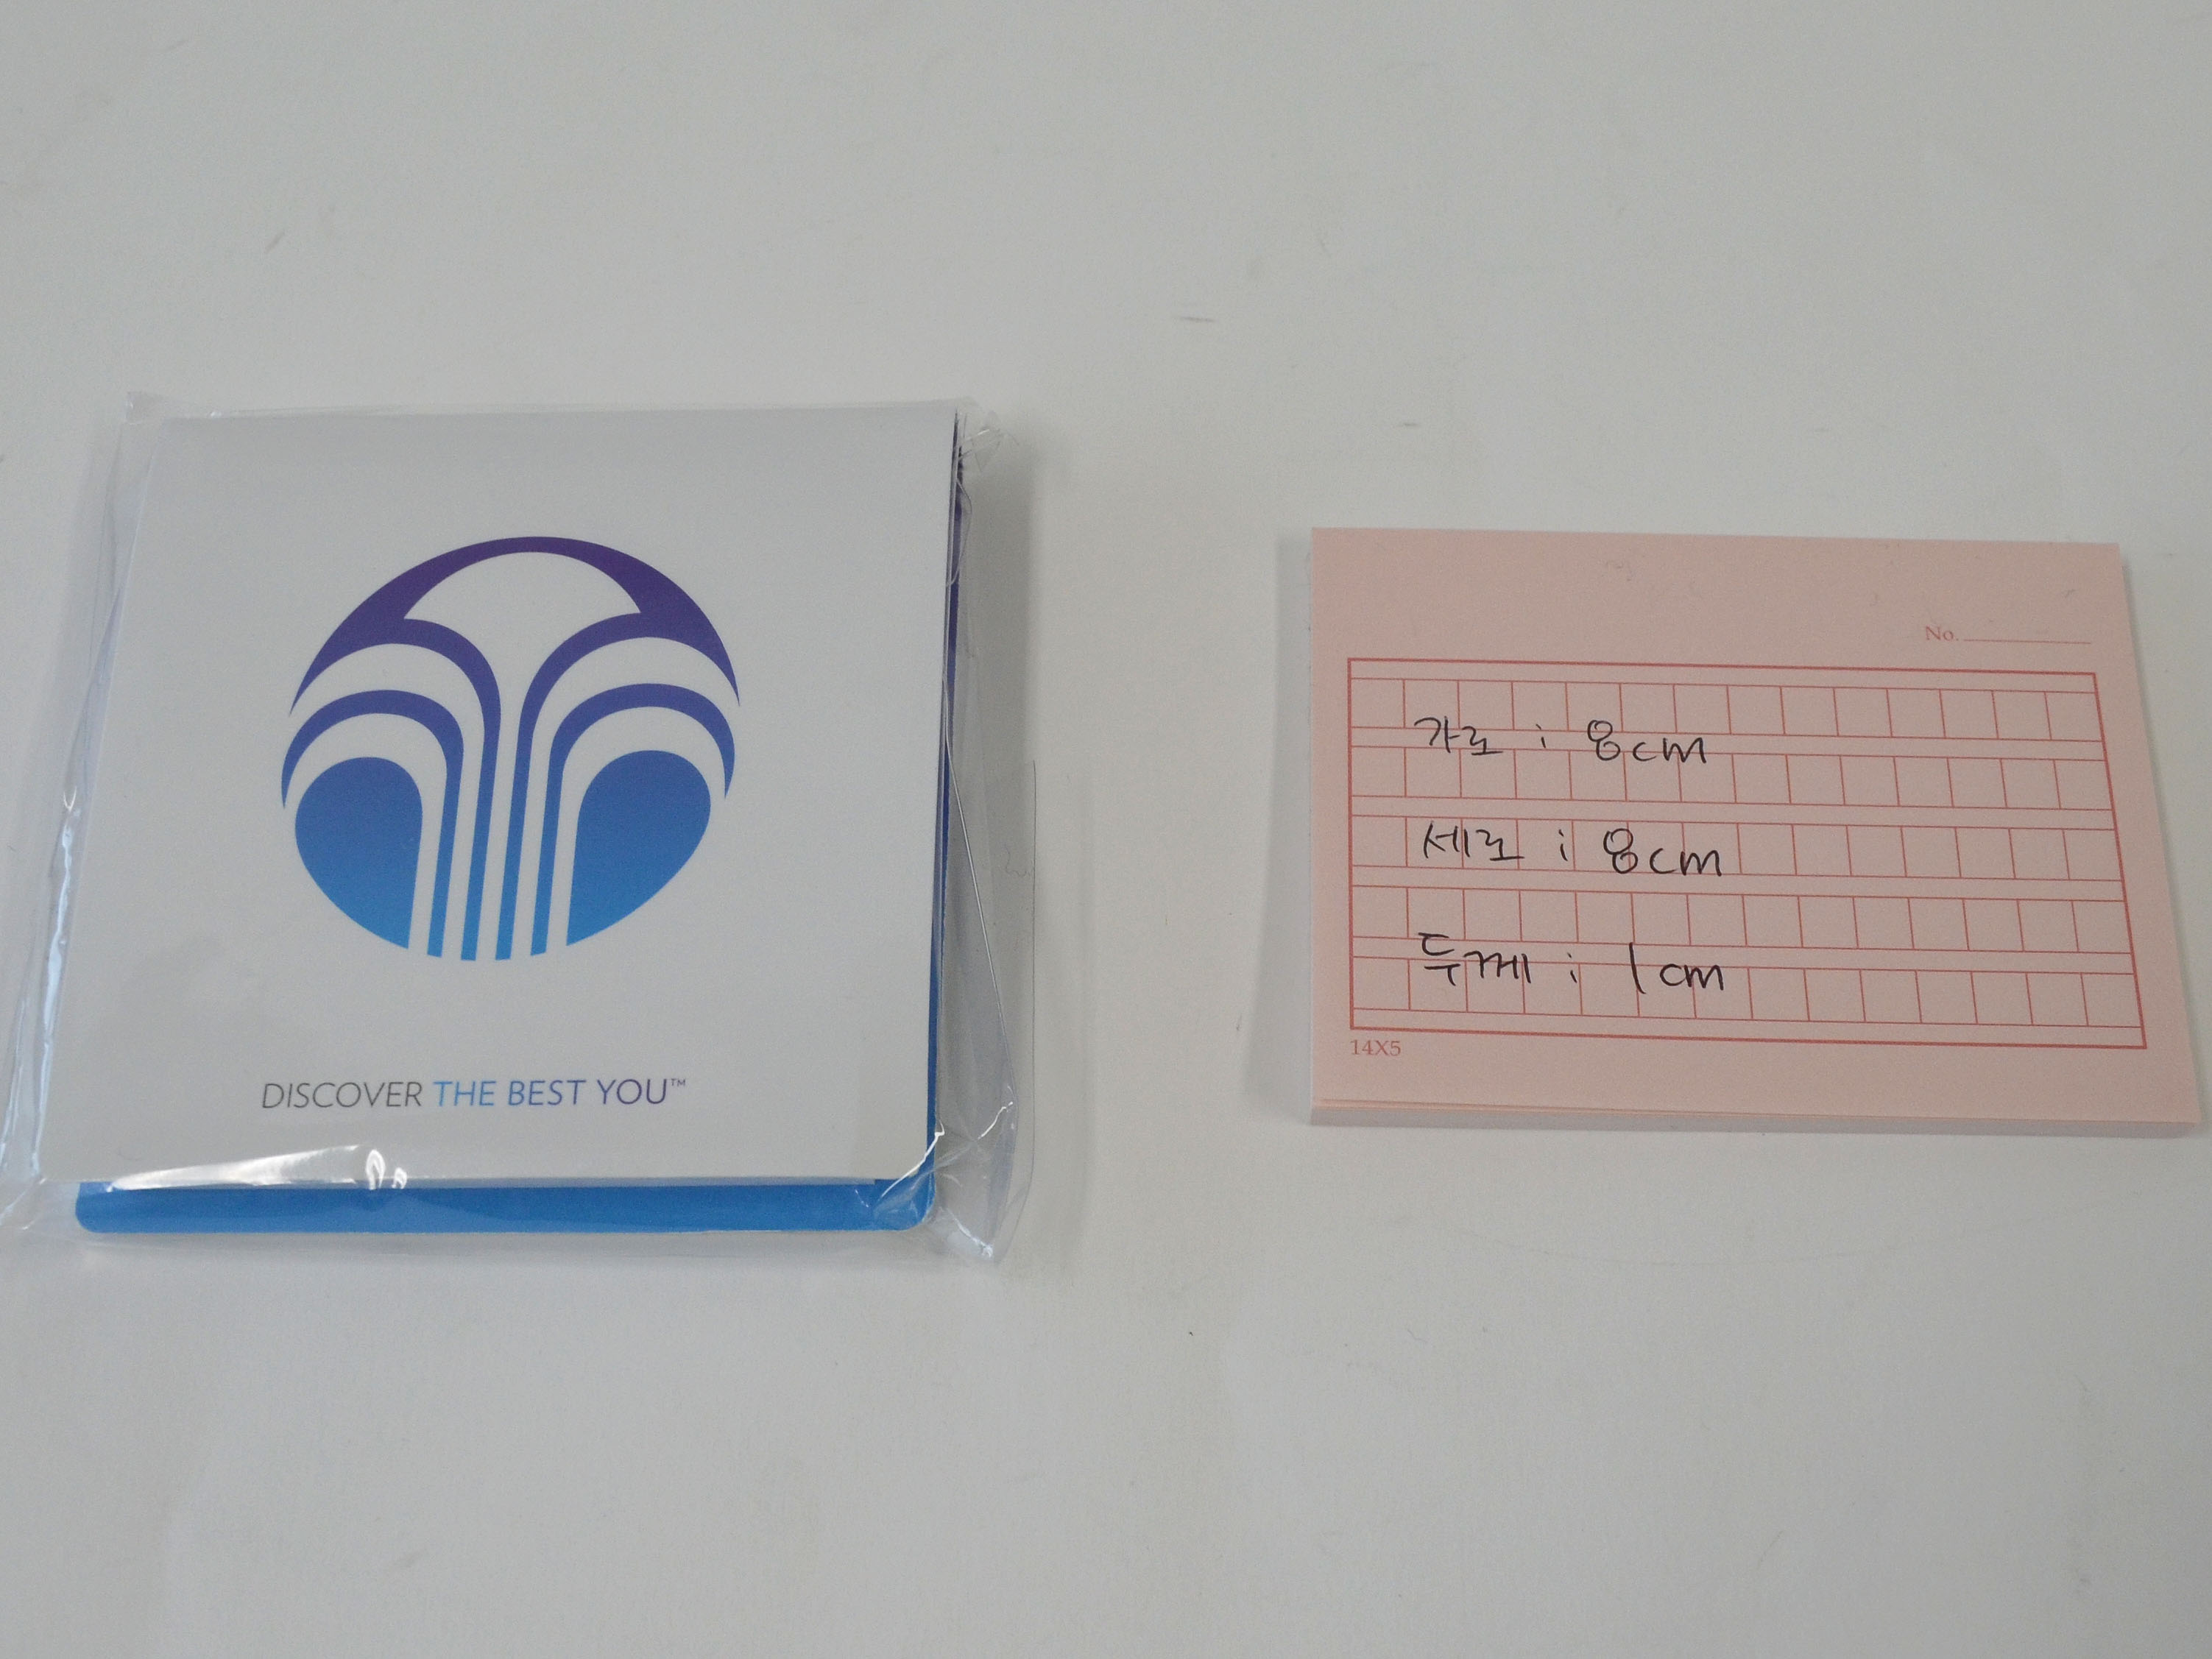 DISCOVER THE BEST YOU™
No.
가로 : 8cm
세로 : 8cm
두께 : 1cm
14X5